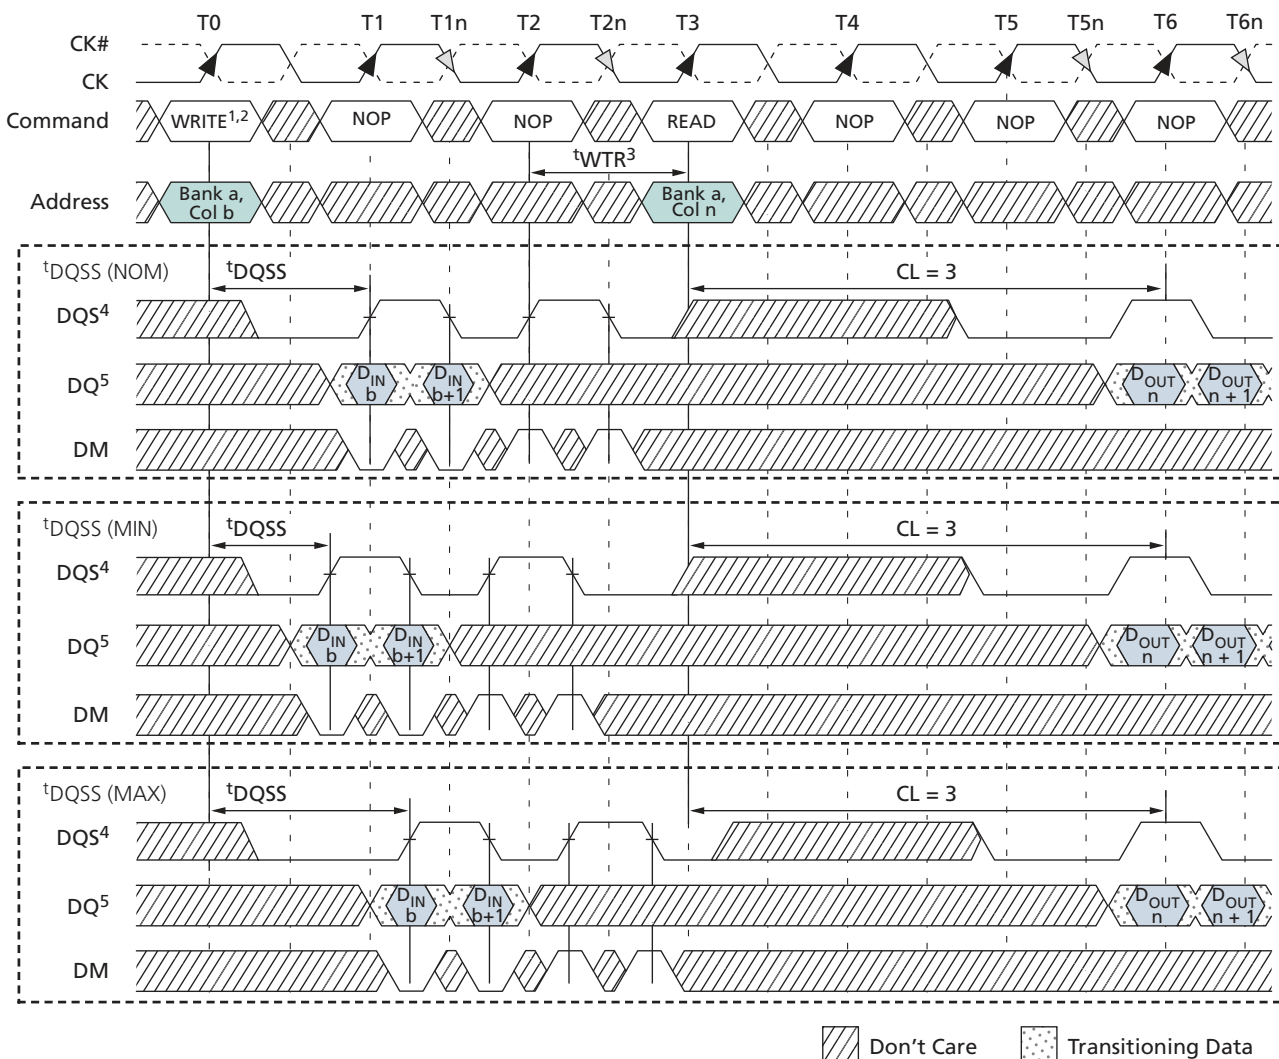 T0 T1 T1n T2 T2n T3 T4 T5 T5n T6 T6n
CK#
CK
Command WRITE1,2 NOP NOP READ NOP NOP NOP
tWTR3
Address Bank a, Col b Bank a, Col n
tDQSS (NOM) tDQSS CL = 3
DQS4
DQ5 DIN b DIN b+1 DOUT n DOUT n + 1
DM
tDQSS (MIN) tDQSS CL = 3
DQS4
DQ5 DIN b DIN b+1 DOUT n DOUT n + 1
DM
tDQSS (MAX) tDQSS CL = 3
DQS4
DQ5 DIN b DIN b+1 DOUT n DOUT n + 1
DM
Don't Care Transitioning Data